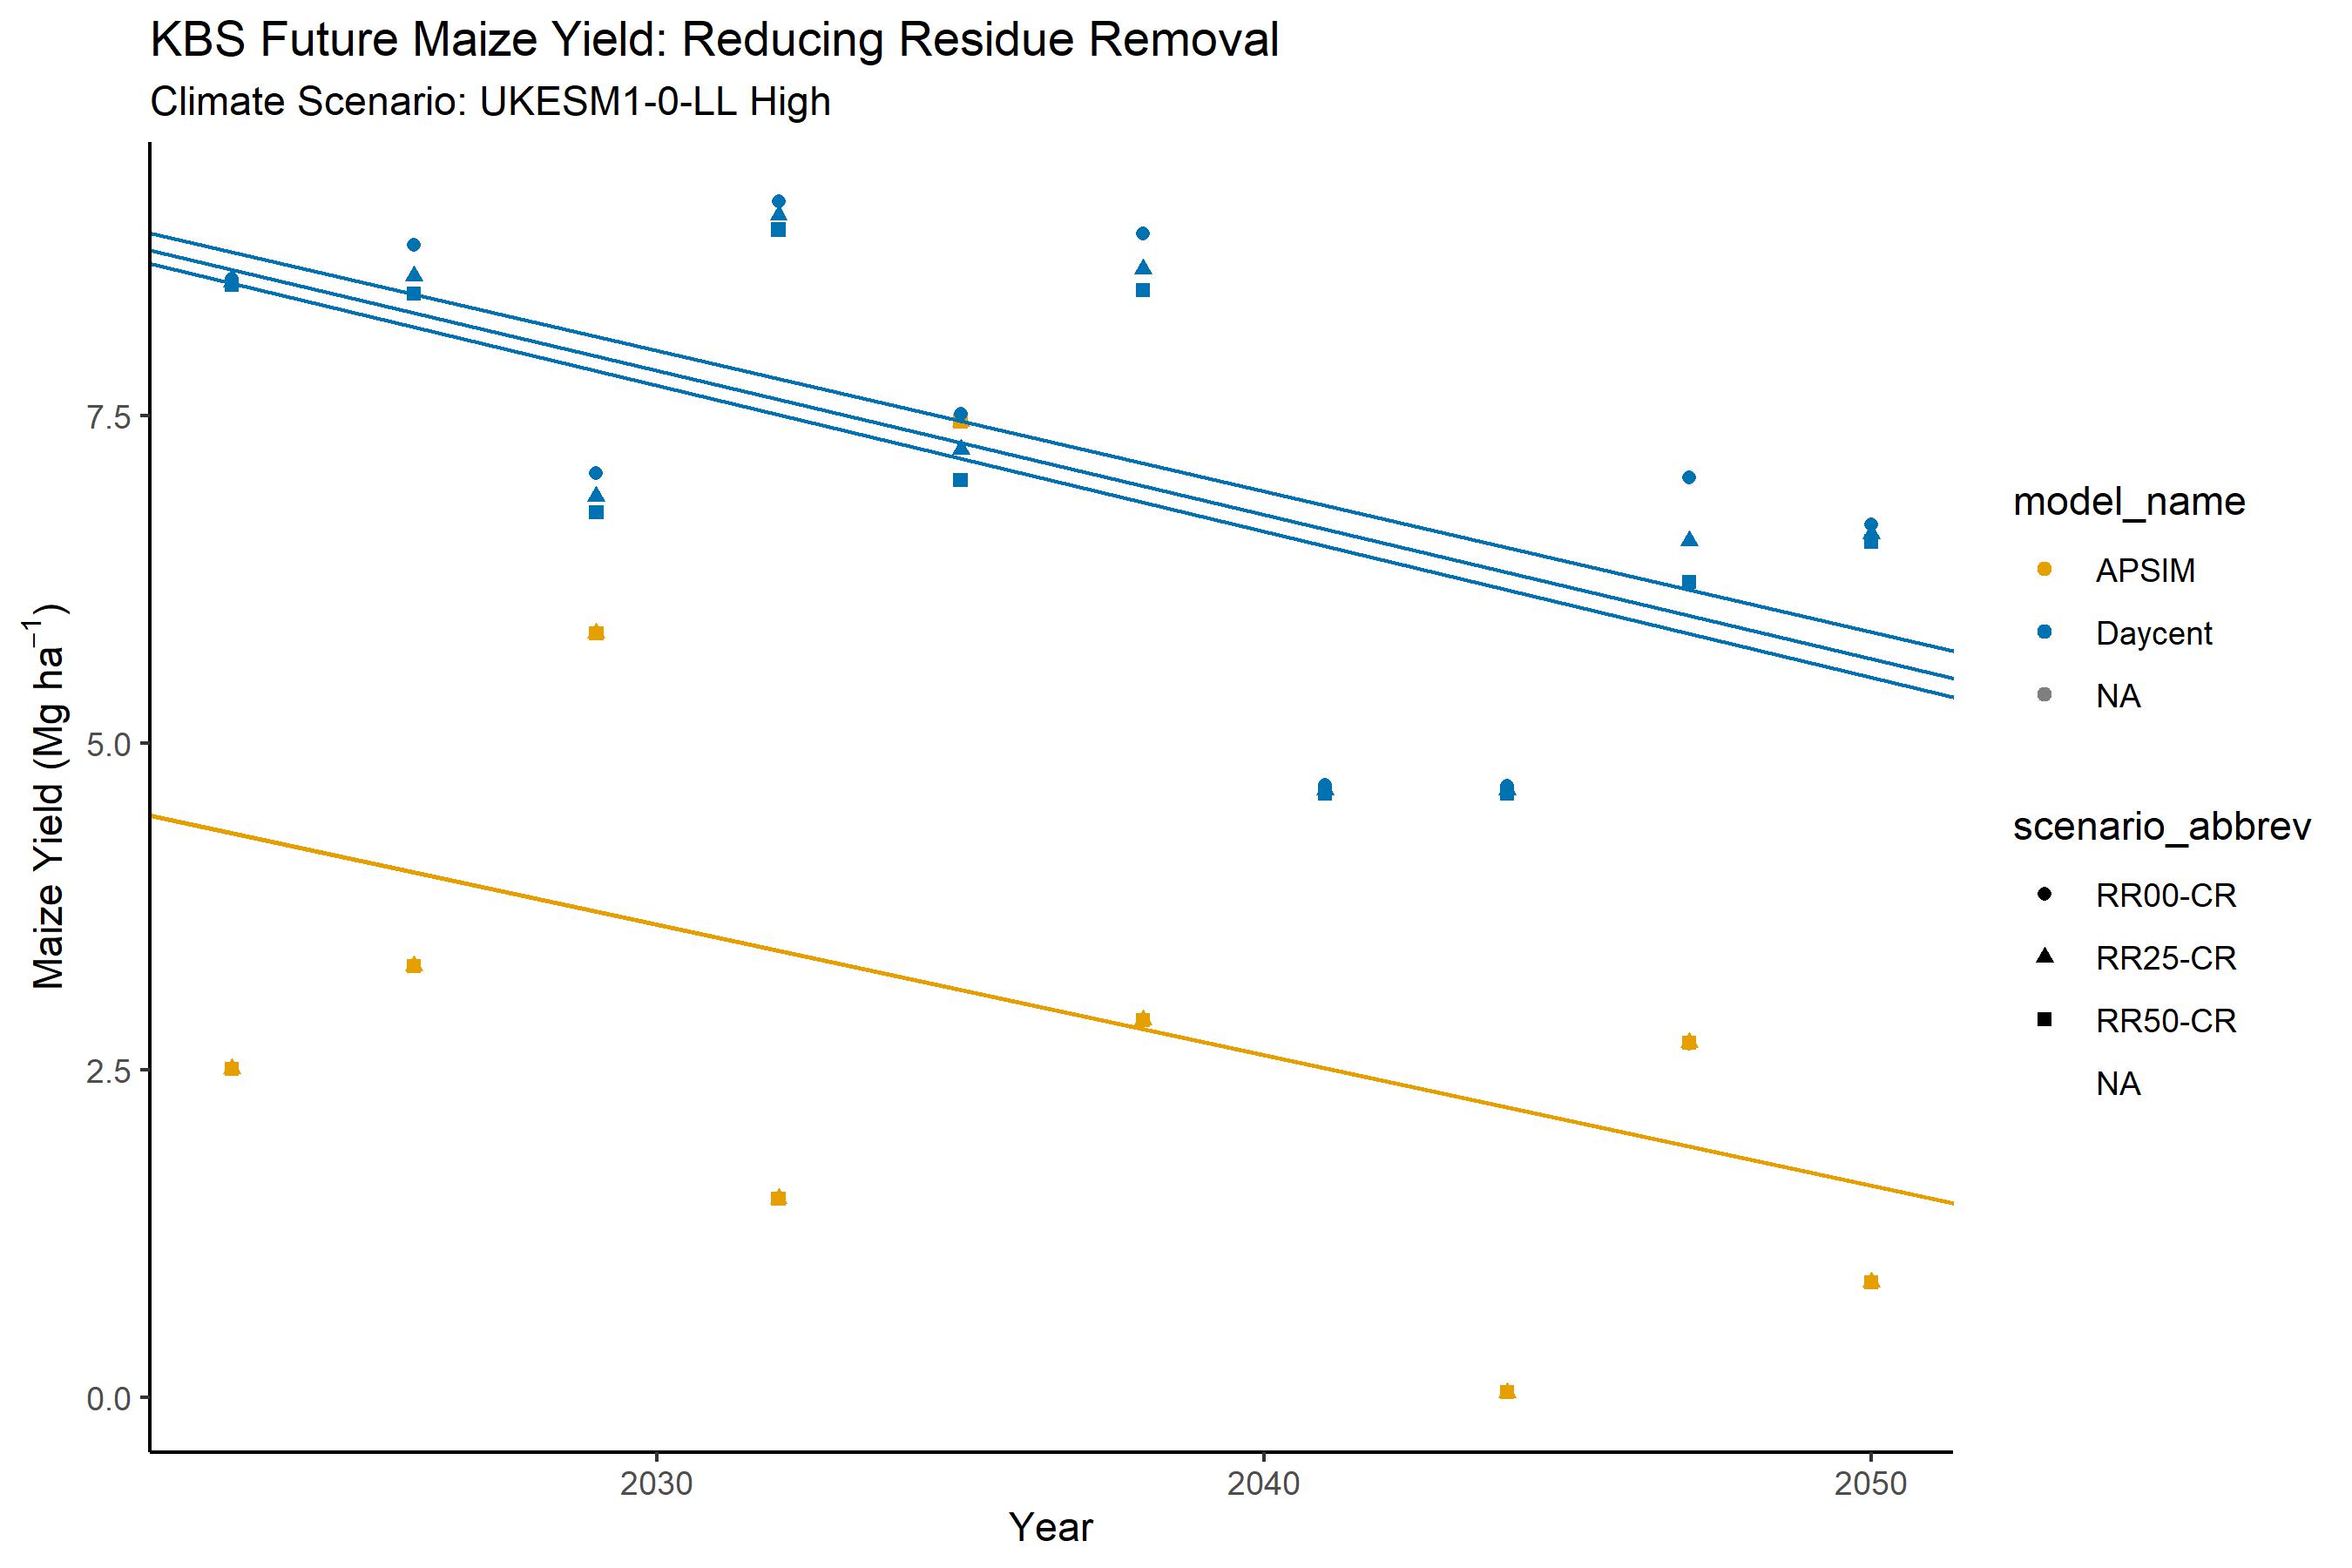 KBS Future Maize Yield: Reducing Residue Removal
Climate Scenario: UKESM1-0-LL High
Maize Yield (Mg ha⁻¹)
7.5
5.0
2.5
0.0
2030
2040
2050
Year
model_name
APSIM
Daycent
NA
scenario_abbrev
RR00-CR
RR25-CR
RR50-CR
NA